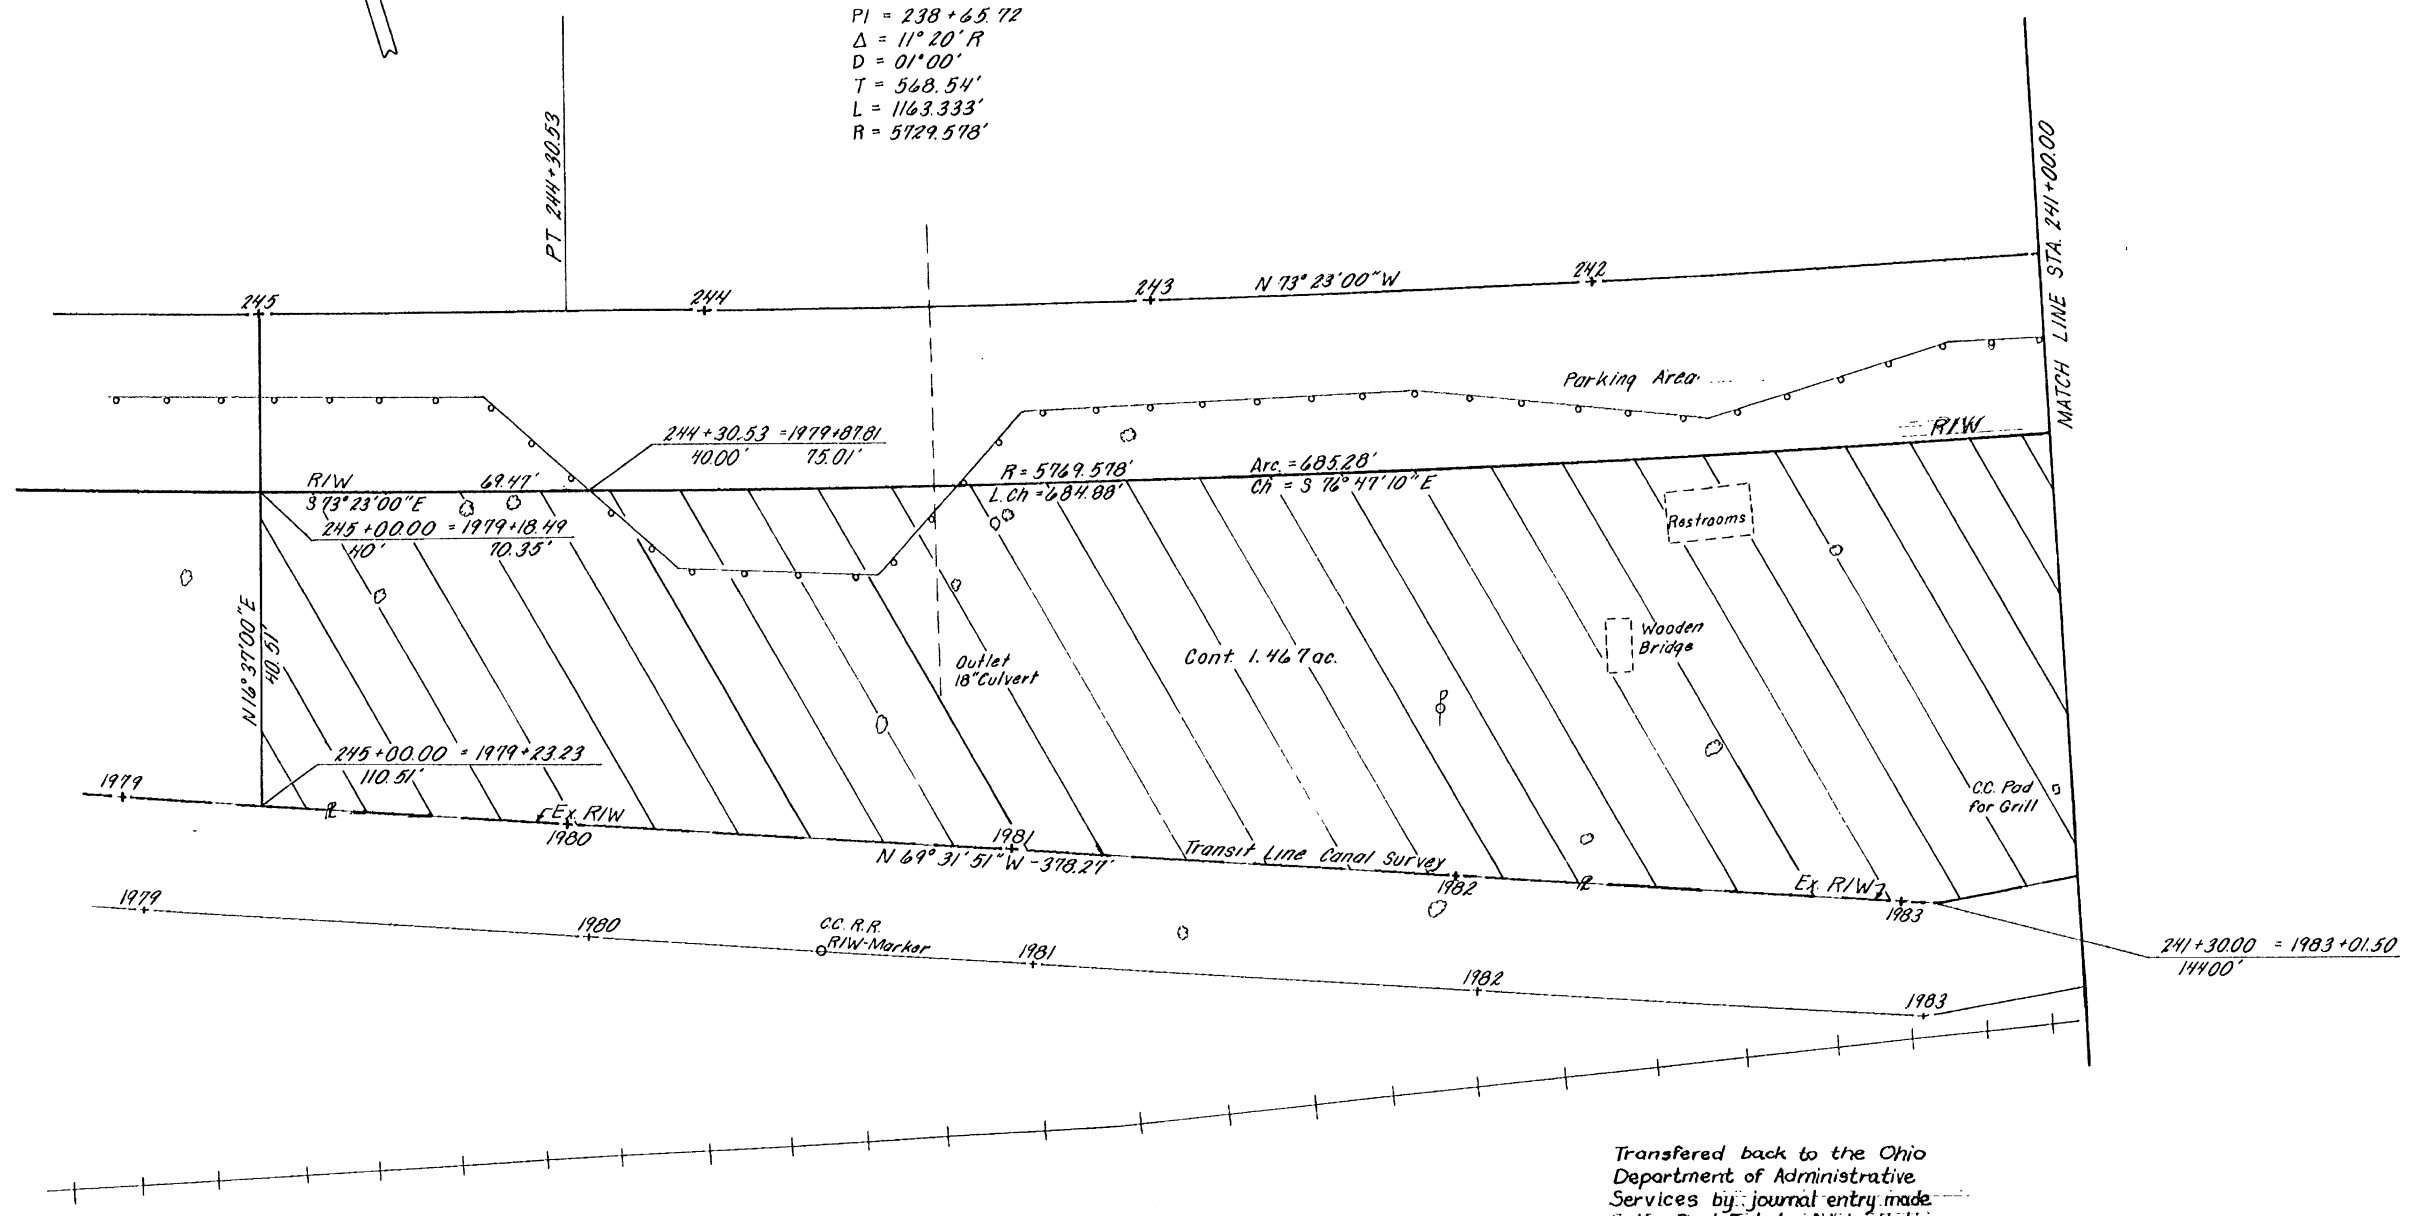 PI = 238+65.72
Δ = 11° 20' R
D = 01°00'
T = 568.54'
L = 1163.333'
R = 5729.578'
PT 244+30.53
MATCH LINE STA. 241+00.00
245
244
243
N 73° 23'00" W
242
Parking Area
R/W
244+30.53 = 1979+87.81
40.00' 75.01'
R/W 69.47'
S 73° 23'00" E
245+00.00 = 1979+18.49
40' 70.35'
R = 5769.578'
L.Ch = 684.88'
Arc. = 685.28'
Ch = S 76° 47' 10" E
Restrooms
N 16° 37' 00" E
40.51'
Outlet
18" Culvert
Cont. 1.467 ac.
Wooden
Bridge
245+00.00 = 1979+23.23
110.51'
C.C. Pad
for Grill
1979
Ex. R/W
1980
1981
N 69° 31' 51" W - 378.27'
Transit Line Canal Survey
1982
Ex. R/W
1983
241+30.00 = 1983+01.50
144.00'
1979
1980
C.C. R.R.
R/W-Marker
1981
1982
1983
Transfered back to the Ohio
Department of Administrative
Services by journal entry made